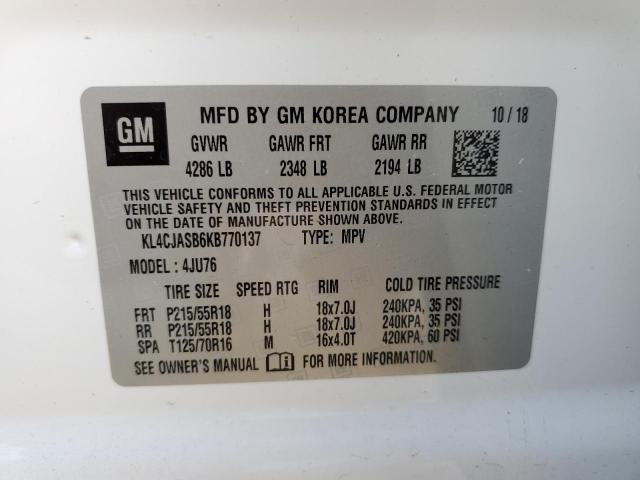 GM
MFD BY GM KOREA COMPANY 10 / 18
GVWR GAWR FRT GAWR RR
4286 LB 2348 LB 2194 LB
THIS VEHICLE CONFORMS TO ALL APPLICABLE U.S. FEDERAL MOTOR
VEHICLE SAFETY AND THEFT PREVENTION STANDARDS IN EFFECT
ON THE DATE OF MANUFACTURE SHOWN ABOVE.
KL4CJASB6KB770137 TYPE: MPV
MODEL : 4JU76
TIRE SIZE SPEED RTG RIM COLD TIRE PRESSURE
FRT P215/55R18 H 18x7.0J 240KPA, 35 PSI
RR P215/55R18 H 18x7.0J 240KPA, 35 PSI
SPA T125/70R16 M 16x4.0T 420KPA, 60 PSI
SEE OWNER'S MANUAL FOR MORE INFORMATION.